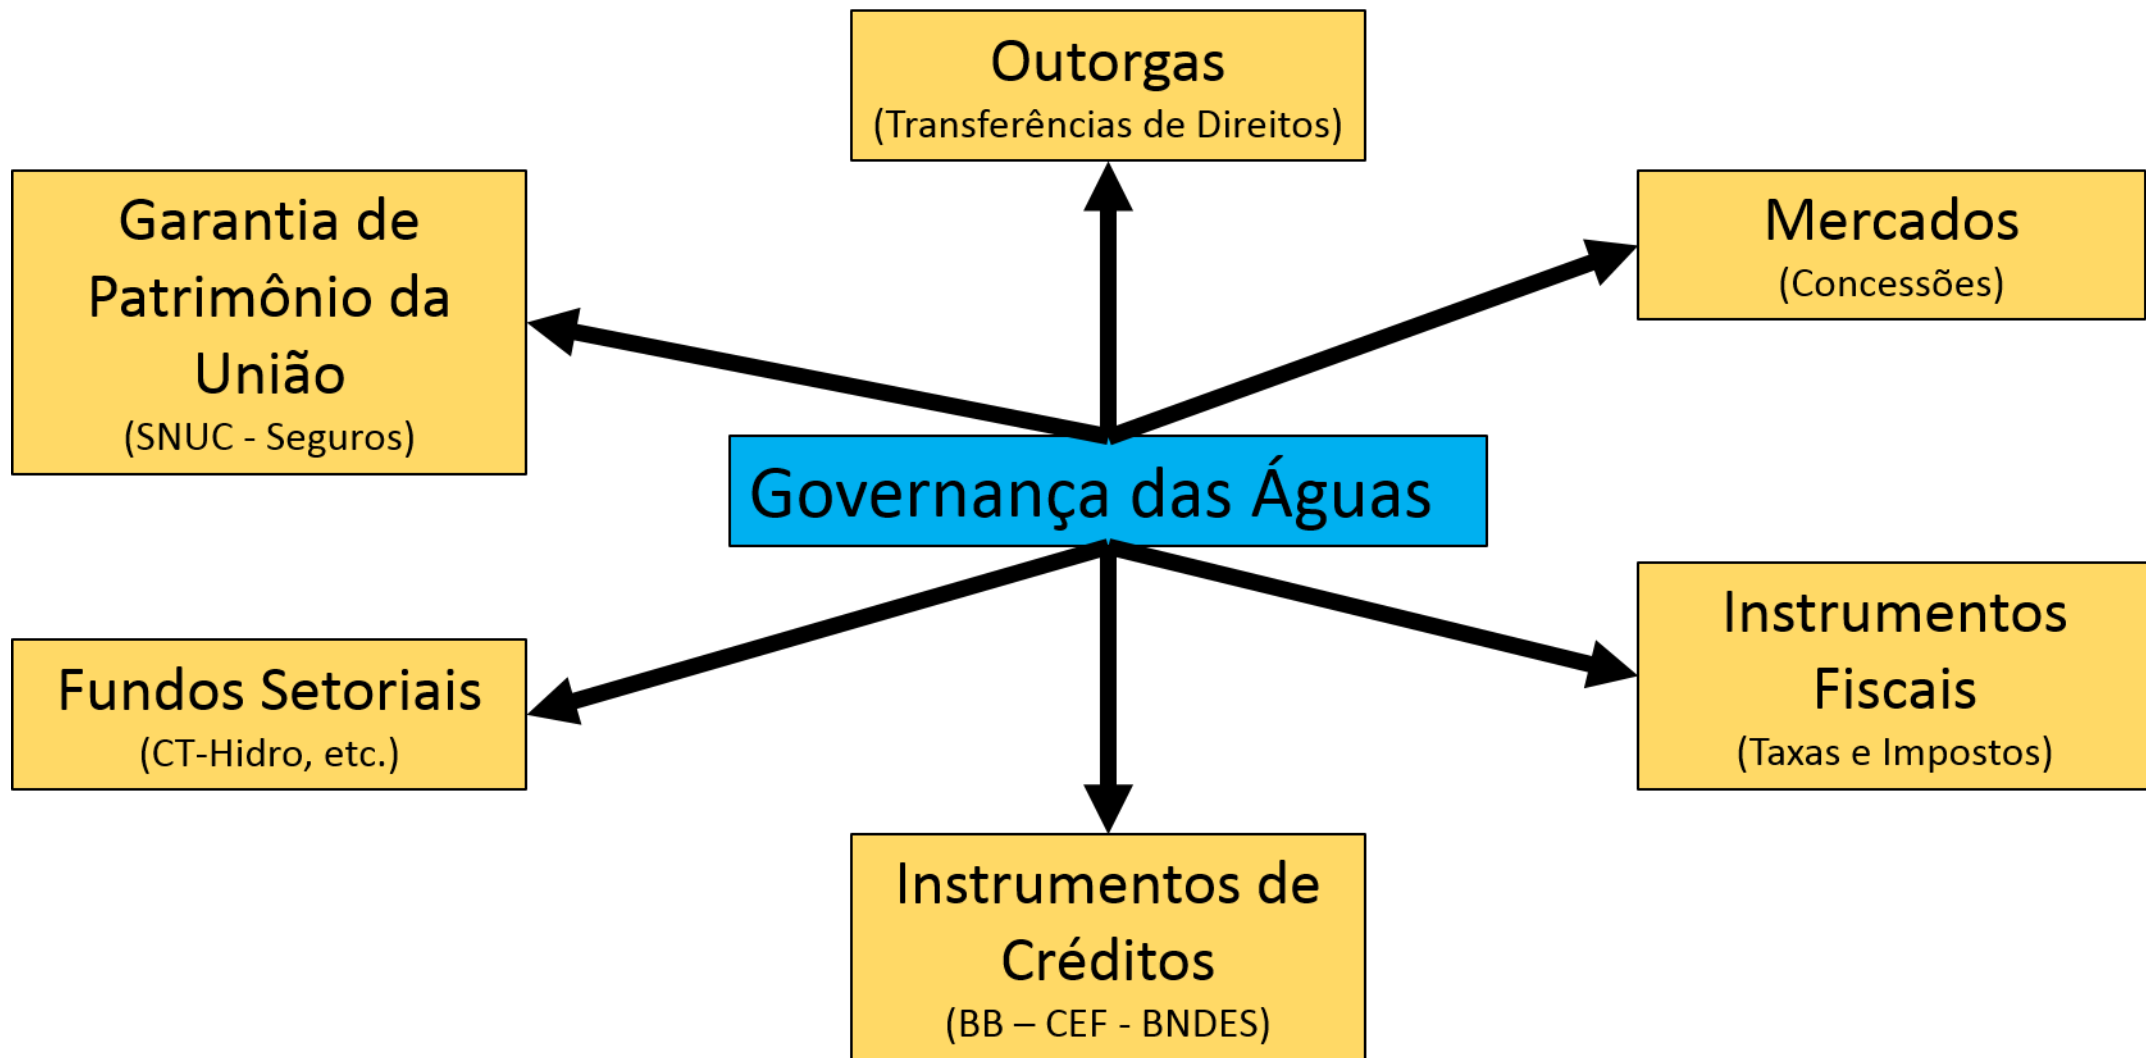 Outorgas
(Transferências de Direitos)
Garantia de
Patrimônio da
União
(SNUC - Seguros)
Mercados
(Concessões)
Governança das Águas
Fundos Setoriais
(CT-Hidro, etc.)
Instrumentos
Fiscais
(Taxas e Impostos)
Instrumentos de
Créditos
(BB – CEF - BNDES)